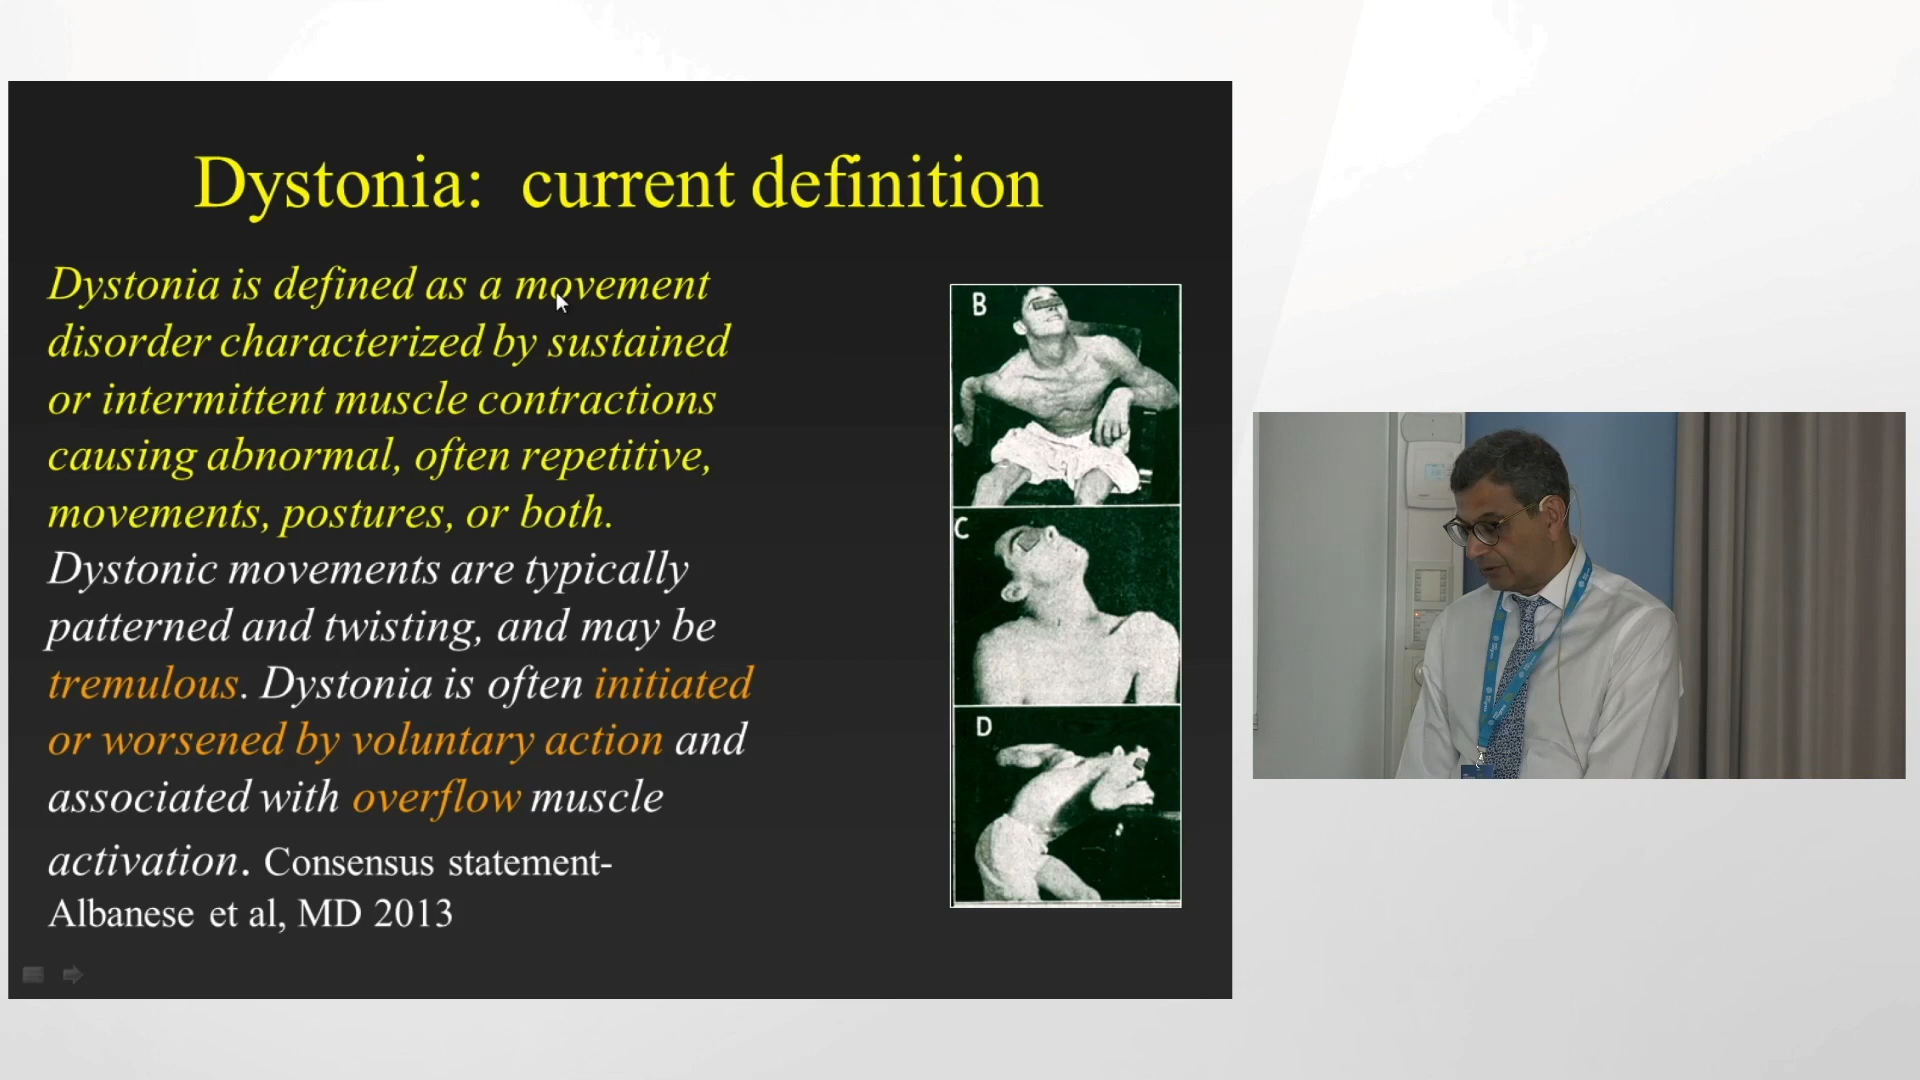 Dystonia: current definition
Dystonia is defined as a movement
disorder characterized by sustained
or intermittent muscle contractions
causing abnormal, often repetitive,
movements, postures, or both.
Dystonic movements are typically
patterned and twisting, and may be
tremulous. Dystonia is often initiated
or worsened by voluntary action and
associated with overflow muscle
activation. Consensus statement-
Albanese et al, MD 2013
B
C
D